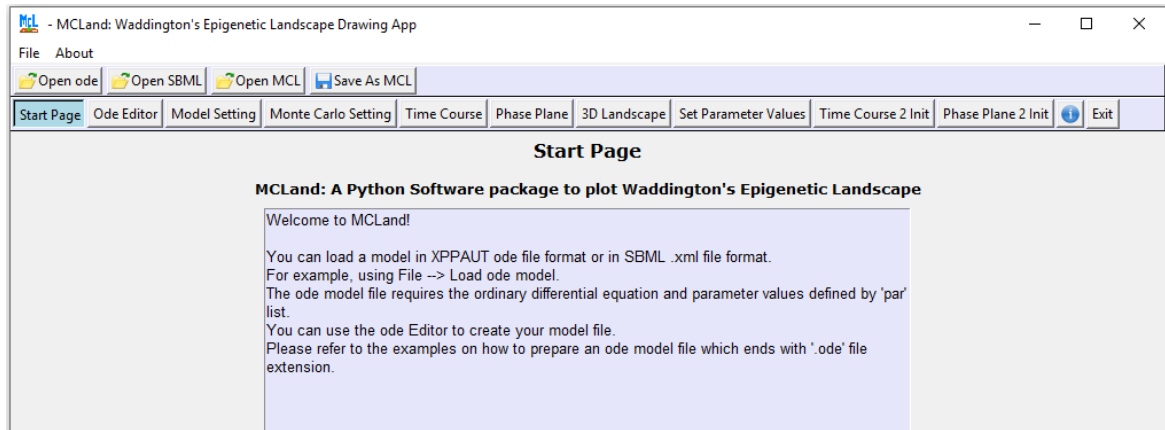 McL - MCLand: Waddington's Epigenetic Landscape Drawing App
File About
Open ode Open SBML Open MCL Save As MCL
Start Page Ode Editor Model Setting Monte Carlo Setting Time Course Phase Plane 3D Landscape Set Parameter Values Time Course 2 Init Phase Plane 2 Init i Exit
Start Page
MCLand: A Python Software package to plot Waddington's Epigenetic Landscape
Welcome to MCLand!
You can load a model in XPPAUT ode file format or in SBML .xml file format.
For example, using File --> Load ode model.
The ode model file requires the ordinary differential equation and parameter values defined by 'par'
list.
You can use the ode Editor to create your model file.
Please refer to the examples on how to prepare an ode model file which ends with '.ode' file
extension.